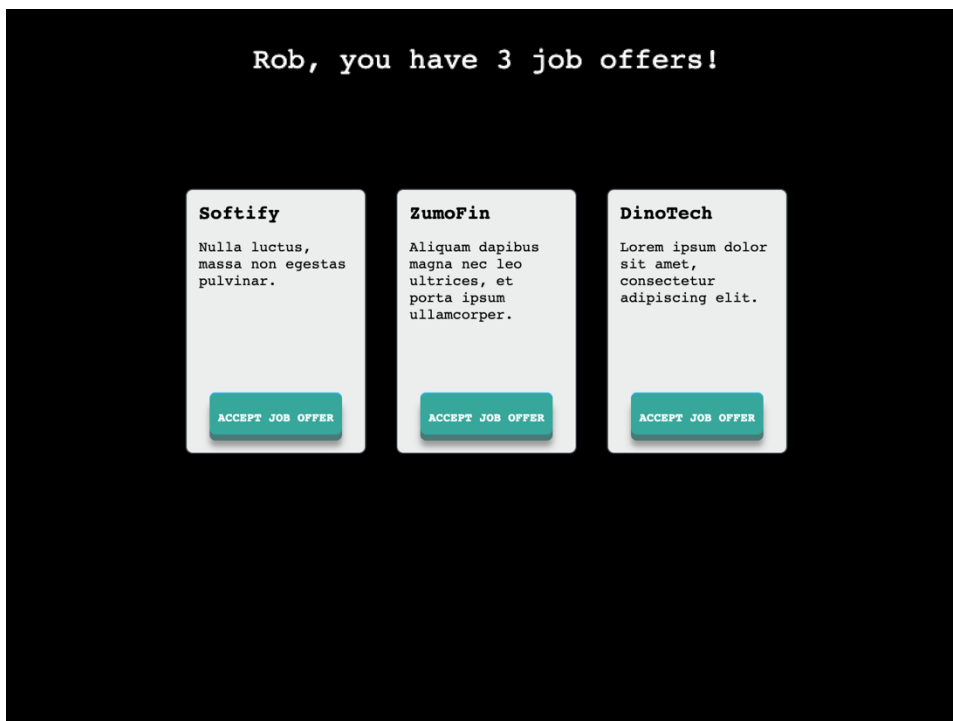 Rob, you have 3 job offers!
Softify
Nulla luctus,
massa non egestas
pulvinar.
ACCEPT JOB OFFER
ZumoFin
Aliquam dapibus
magna nec leo
ultrices, et
porta ipsum
ullamcorper.
ACCEPT JOB OFFER
DinoTech
Lorem ipsum dolor
sit amet,
consectetur
adipiscing elit.
ACCEPT JOB OFFER